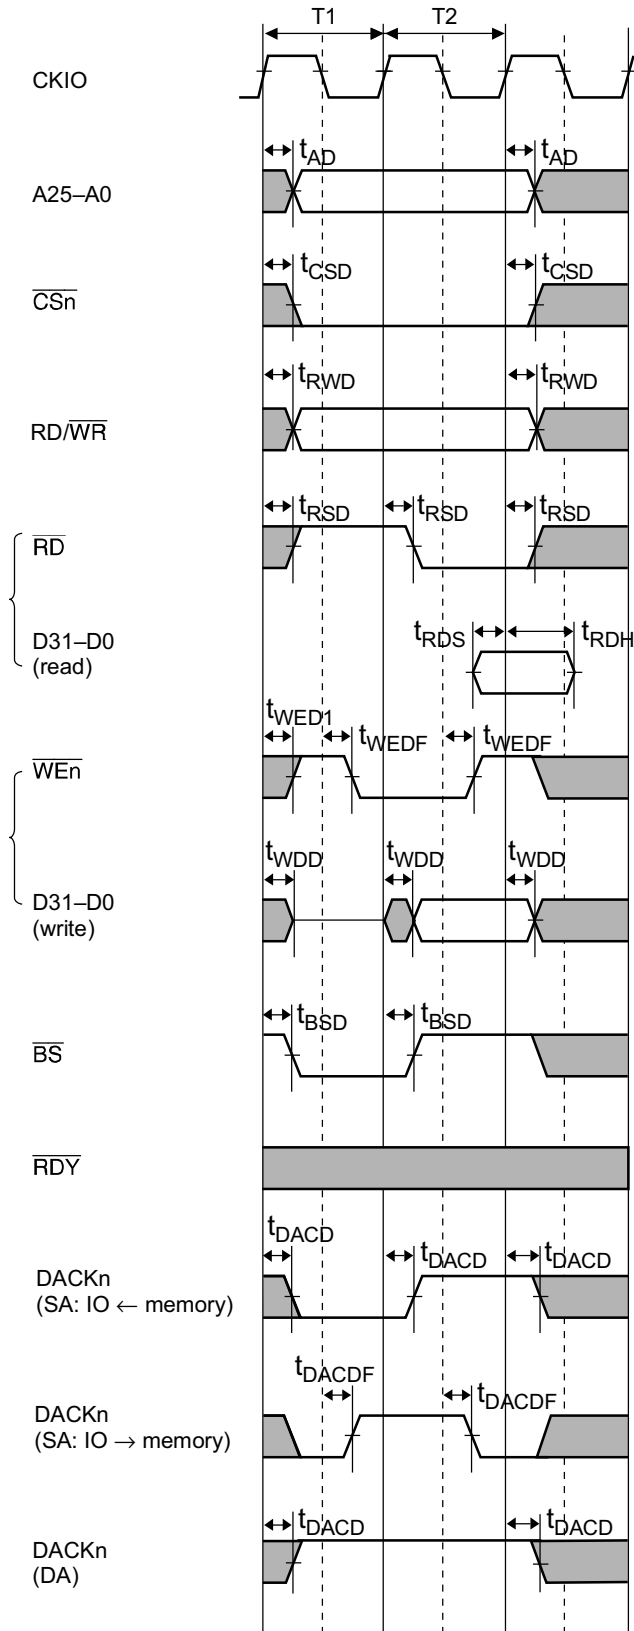 T1 T2
CKIO
tAD tAD
A25–A0
tCSD tCSD
CSn
tRWD tRWD
RD/WR
tRSD tRSD tRSD
RD
tRDS tRDH
D31–D0
(read)
tWED1 tWEDF tWEDF
WEn
tWDD tWDD tWDD
D31–D0
(write)
tBSD tBSD
BS
RDY
tDACD tDACD tDACD
DACKn
(SA: IO ← memory)
tDACDF tDACDF
DACKn
(SA: IO → memory)
tDACD tDACD
DACKn
(DA)